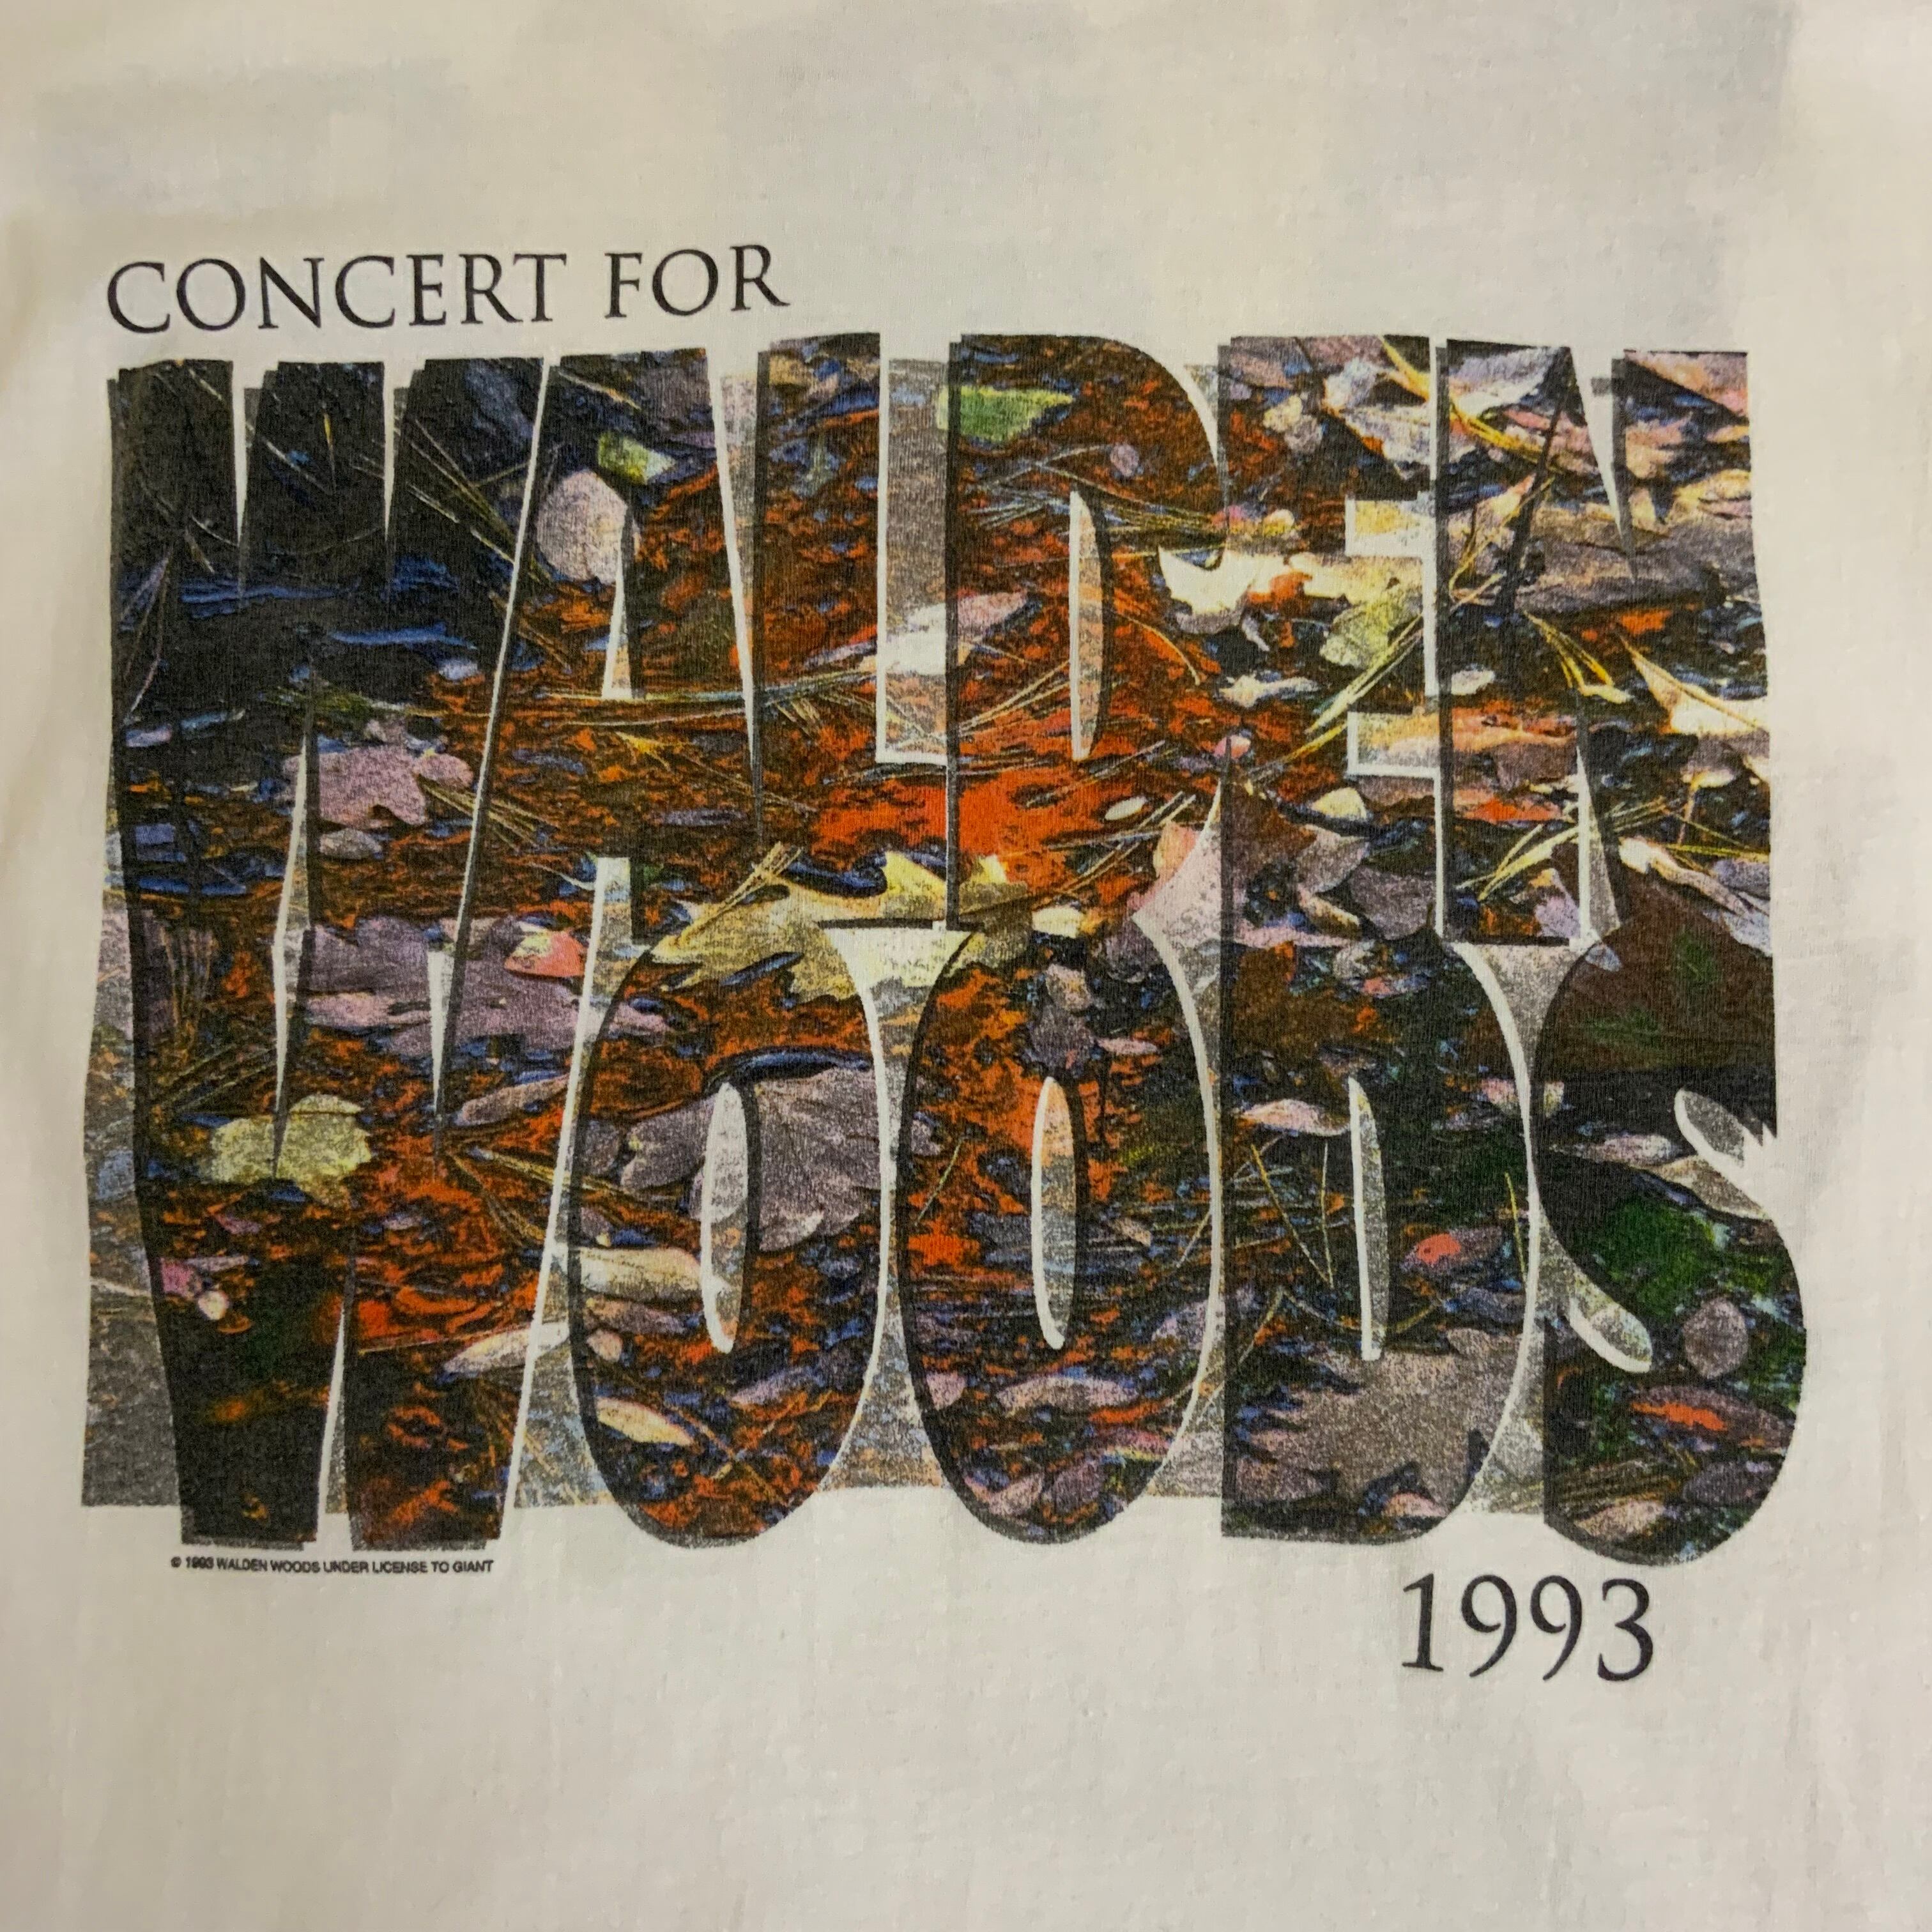 CONCERT FOR
WALDEN
WOODS
© 1993 WALDEN WOODS UNDER LICENSE TO GIANT
1993